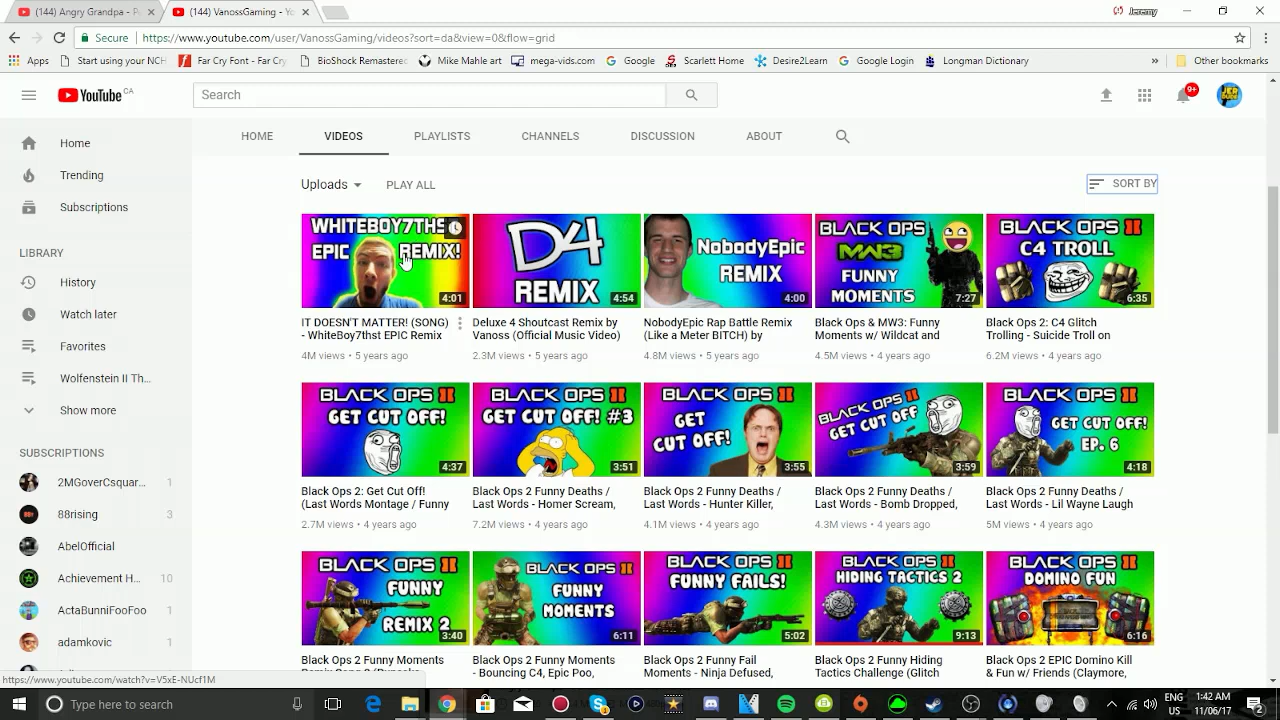 (144) Angry Grandpa - P
(144) VanossGaming - Yo
Jeremy
Secure
https://www.youtube.com/user/VanossGaming/videos?sort=da&view=0&flow=grid
Apps
Start using your NCH
Far Cry Font - Far Cry
BioShock Remastered
Mike Mahle art
mega-vids.com
Google
Scarlett Home
Desire2Learn
Google Login
Longman Dictionary
»
Other bookmarks
YouTube CA
Search
9+
JER DUDE
HOME
VIDEOS
PLAYLISTS
CHANNELS
DISCUSSION
ABOUT
Home
Trending
Subscriptions
LIBRARY
History
Watch later
Favorites
Wolfenstein II Th...
Show more
SUBSCRIPTIONS
2MGoverCsquar... 1
88rising 3
AbelOfficial
Achievement H... 10
ActaBunniFooFoo 1
adamkovic 1
Uploads
PLAY ALL
SORT BY
WHITEBOY7THS
EPIC REMIX!
4:01
D4
REMIX
4:54
NobodyEpic
REMIX
4:00
BLACK OPS
MW3
FUNNY
MOMENTS
7:27
BLACK OPS II
C4 TROLL
6:35
IT DOESN'T MATTER! (SONG)
- WhiteBoy7thst EPIC Remix
4M views • 5 years ago
Deluxe 4 Shoutcast Remix by
Vanoss (Official Music Video)
2.3M views • 5 years ago
NobodyEpic Rap Battle Remix
(Like a Meter BITCH) by
4.8M views • 5 years ago
Black Ops & MW3: Funny
Moments w/ Wildcat and
4.5M views • 4 years ago
Black Ops 2: C4 Glitch
Trolling - Suicide Troll on
6.2M views • 4 years ago
BLACK OPS II
GET CUT OFF!
4:37
BLACK OPS II
GET CUT OFF! #3
3:51
BLACK OPS II
GET
CUT OFF!
3:55
BLACK OPS II
GET CUT OFF
3:59
BLACK OPS II
GET CUT OFF!
EP. 6
4:18
Black Ops 2: Get Cut Off!
(Last Words Montage / Funny
2.7M views • 4 years ago
Black Ops 2 Funny Deaths /
Last Words - Homer Scream,
7.2M views • 4 years ago
Black Ops 2 Funny Deaths /
Last Words - Hunter Killer,
4.1M views • 4 years ago
Black Ops 2 Funny Deaths /
Last Words - Bomb Dropped,
4.3M views • 4 years ago
Black Ops 2 Funny Deaths /
Last Words - Lil Wayne Laugh
5M views • 4 years ago
BLACK OPS II
FUNNY
REMIX 2
3:40
BLACK OPS II
FUNNY
MOMENTS
6:11
BLACK OPS II
FUNNY FAILS!
5:02
BLACK OPS II
HIDING TACTICS 2
9:13
BLACK OPS II
DOMINO FUN
6:16
Black Ops 2 Funny Moments
Black Ops 2 Funny Moments
- Bouncing C4, Epic Poo,
Black Ops 2 Funny Fail
Moments - Ninja Defused,
Black Ops 2 Funny Hiding
Tactics Challenge (Glitch
Black Ops 2 EPIC Domino Kill
& Fun w/ Friends (Claymore,
https://www.youtube.com/watch?v=V5xE-NUcf1M
Type here to search
ENG
US
1:42 AM
11/06/17
2